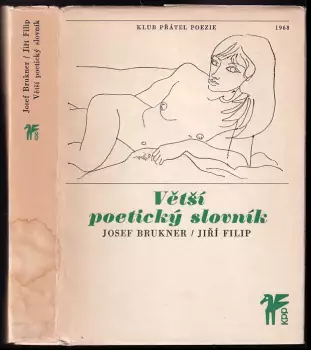 Josef Brukner / Jiří Filip
Větší poetický slovník
KLUB PŘÁTEL POEZIE
1968
Větší
poetický slovník
JOSEF BRUKNER / JIŘÍ FILIP
KPP